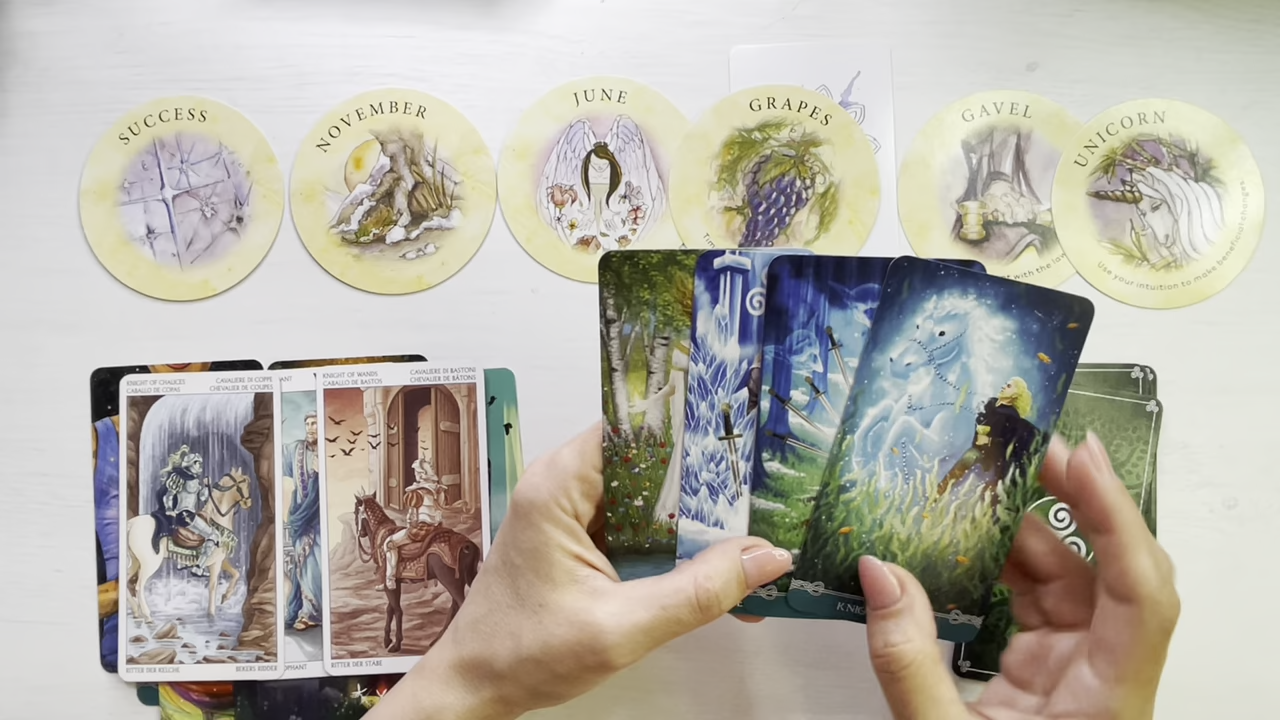 SUCCESS
NOVEMBER
JUNE
GRAPES
GAVEL
UNICORN
Use your intuition to make beneficial changes.
with the law
KNIGHT OF CHALICES
CABALLO DE COPAS
CAVALIERE DI COPPE
CHEVALIER DE COUPES
KNIGHT OF WANDS
CABALLO DE BASTOS
CAVALIERE DI BASTONI
CHEVALIER DE BÂTONS
RITTER DER KELCHE
BEKERS RIDDER
RITTER DER STÄBE